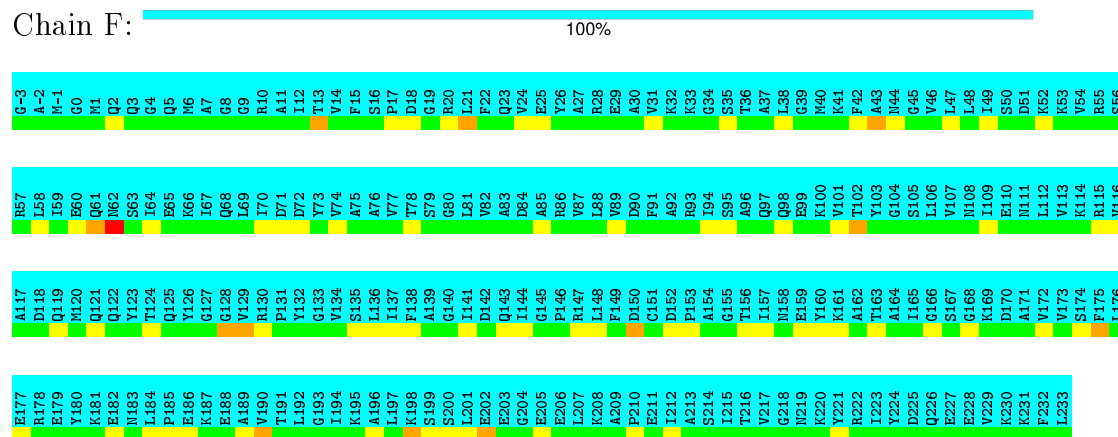 Chain F:
100%
G-3 A-2 M-1 G0 M1 Q2 Q3 G4 Q5 M6 A7 G8 G9 R10 A11 I12 T13 V14 F15 S16 P17 D18 G19 R20 L21 F22 Q23 V24 E25 Y26 A27 R28 E29 A30 V31 K32 K33 G34 S35 T36 A37 L38 G39 M40 K41 F42 A43 N44 G45 V46 L47 L48 I49 S50 D51 K52 K53 V54 R55 S56
R57 L58 I59 E60 Q61 N62 S63 I64 E65 K66 I67 Q68 L69 I70 D71 D72 Y73 V74 A75 A76 V77 T78 S79 G80 L81 V82 A83 D84 A85 R86 V87 L88 V89 D90 F91 A92 R93 I94 S95 A96 Q97 Q98 E99 K100 V101 T102 Y103 G104 S105 L106 V107 N108 I109 E110 N111 L112 V113 K114 R115 V116
A117 D118 Q119 M120 Q121 Q122 Y123 T124 Q125 Y126 G127 G128 V129 R130 P131 Y132 G133 V134 S135 L136 I137 F138 A139 G140 I141 D142 Q143 I144 G145 P146 R147 L148 F149 D150 C151 D152 P153 A154 G155 T156 I157 N158 E159 Y160 K161 A162 T163 A164 I165 G166 S167 G168 K169 D170 A171 V172 V173 S174 F175 L176
E177 R178 E179 Y180 K181 E182 N183 L184 P185 E186 K187 E188 A189 V190 T191 L192 G193 I194 K195 A196 L197 K198 S199 S200 L201 E202 E203 G204 E205 E206 L207 K208 A209 P210 E211 I212 A213 S214 I215 T216 V217 G218 N219 K220 Y221 R222 I223 Y224 D225 Q226 E227 E228 V229 K230 K231 F232 L233